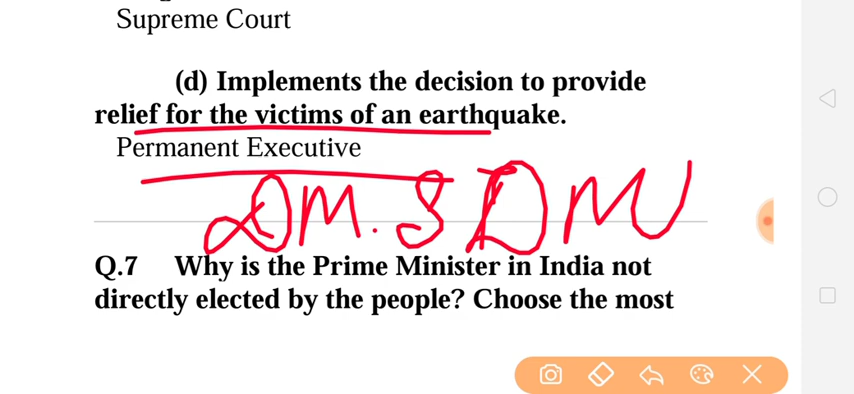 Supreme Court
(d) Implements the decision to provide
relief for the victims of an earthquake.
Permanent Executive
DM. SDM
Q.7 Why is the Prime Minister in India not
directly elected by the people? Choose the most